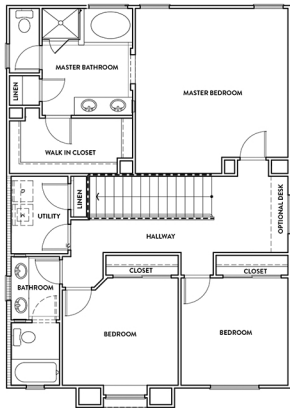 MASTER BATHROOM
LINEN
MASTER BEDROOM
WALK IN CLOSET
LINEN
UTILITY
OPTIONAL DESK
HALLWAY
CLOSET
CLOSET
BATHROOM
BEDROOM
BEDROOM